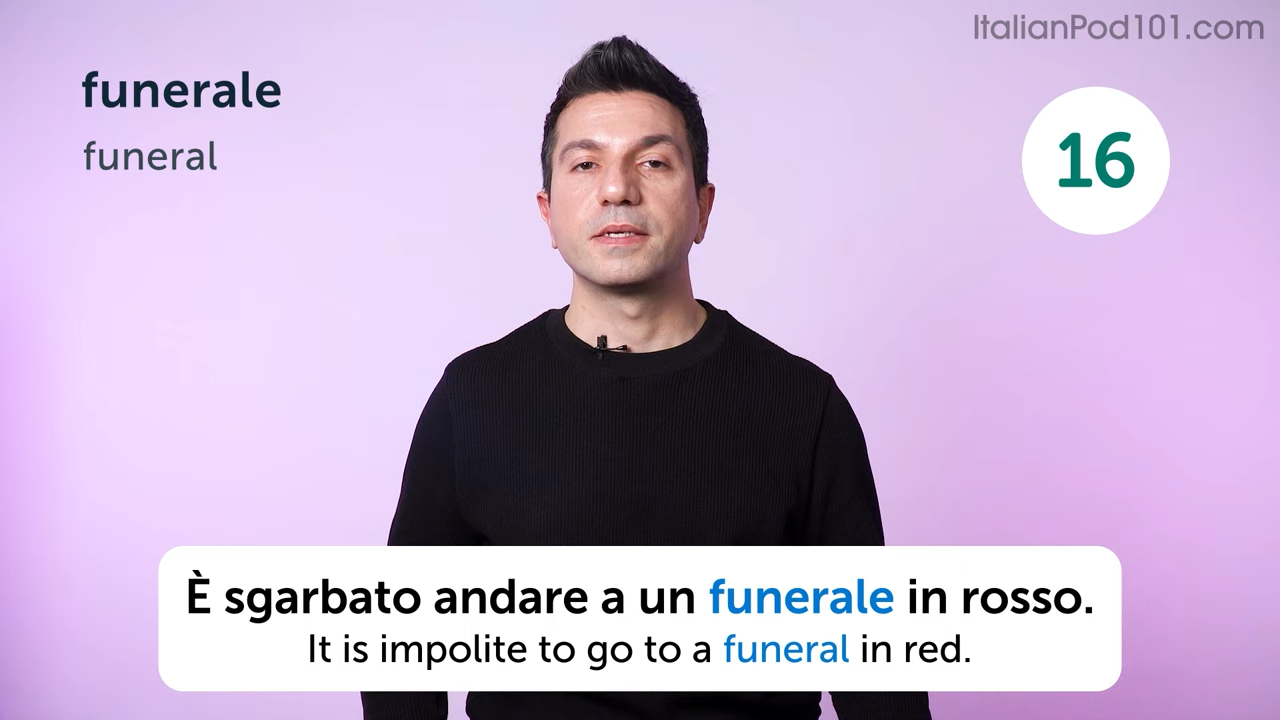 ItalianPod101.com
funerale
funeral
16
È sgarbato andare a un funerale in rosso.
It is impolite to go to a funeral in red.